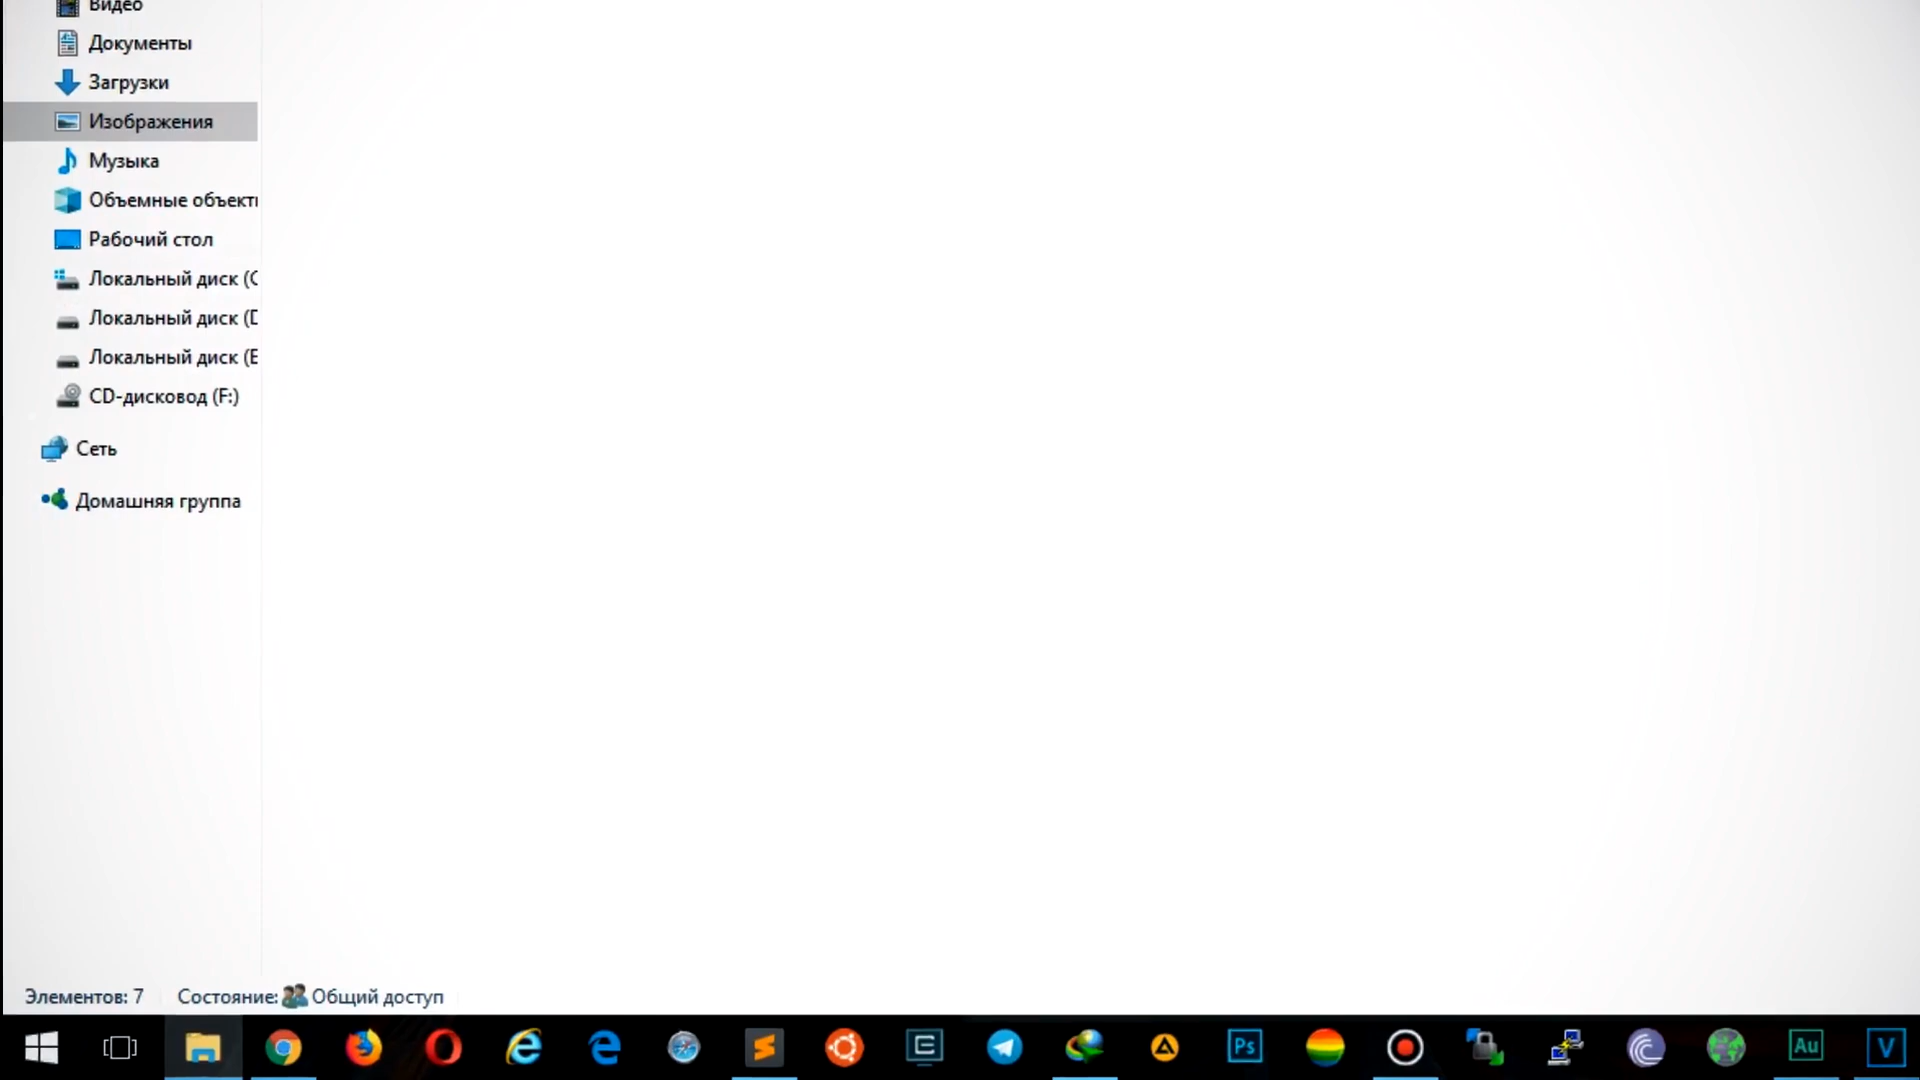 Видео
Документы
Загрузки
Изображения
Музыка
Объемные объект
Рабочий стол
Локальный диск (C
Локальный диск (D
Локальный диск (E
CD-дисковод (F:)
Сеть
Домашняя группа
Элементов: 7 Состояние: Общий доступ
Ps
Au
V